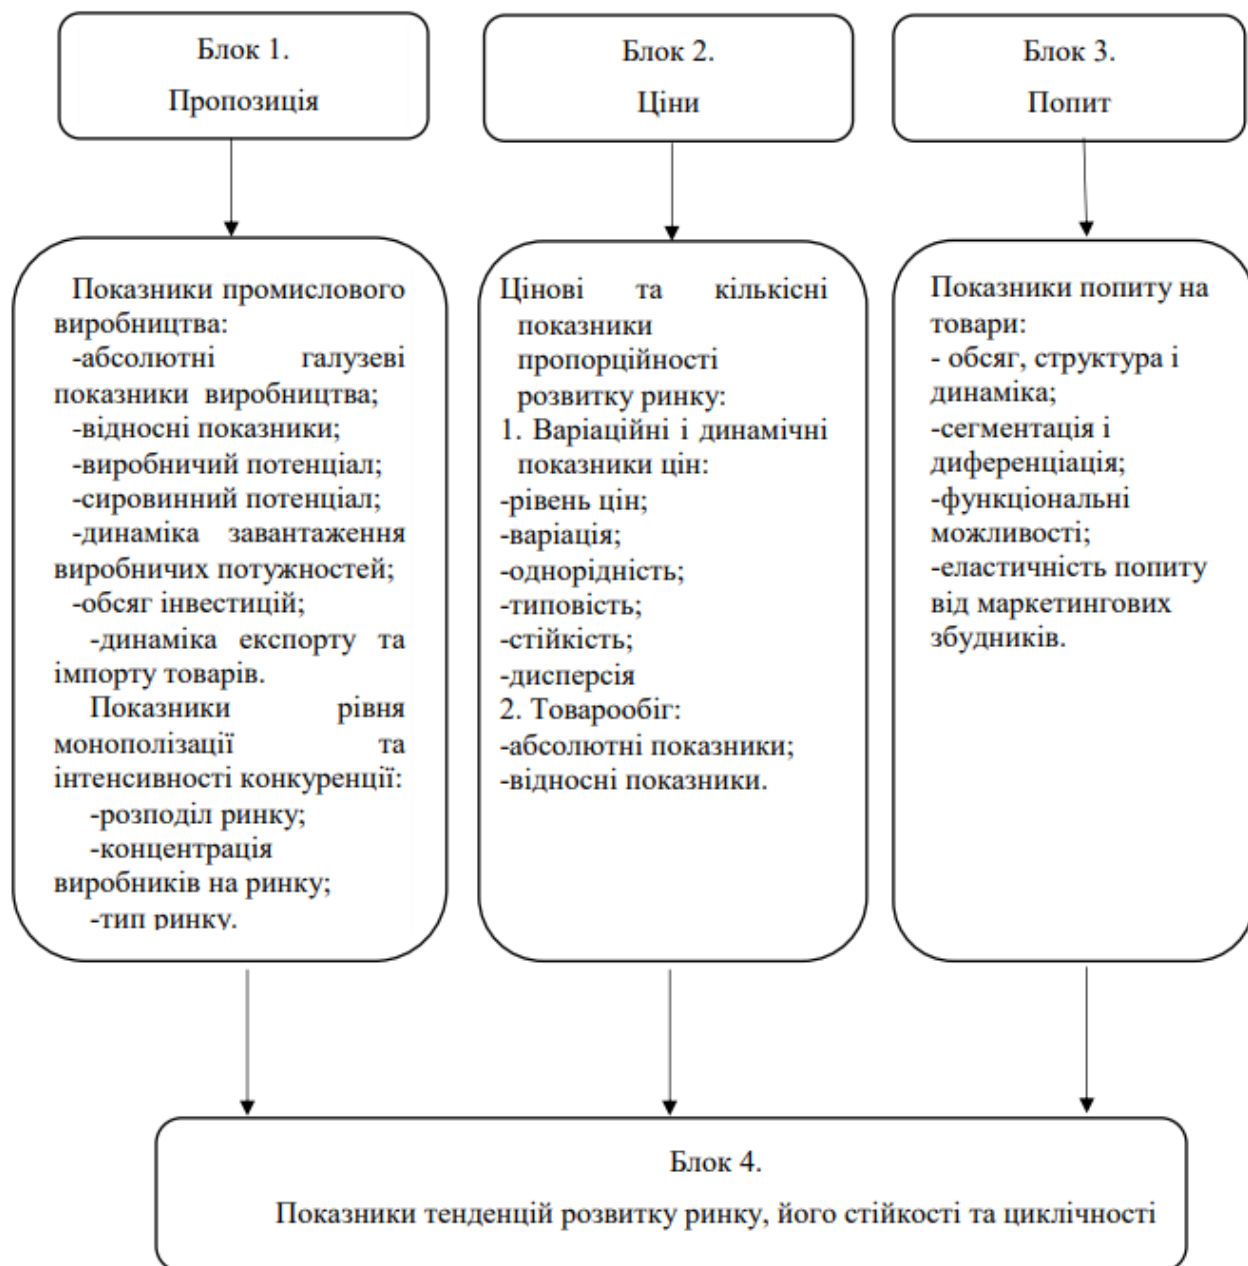 Блок 1.
Пропозиція
Блок 2.
Ціни
Блок 3.
Попит
Показники промислового
виробництва:
-абсолютні галузеві
показники виробництва;
-відносні показники;
-виробничий потенціал;
-сировинний потенціал;
-динаміка завантаження
виробничих потужностей;
-обсяг інвестицій;
-динаміка експорту та
імпорту товарів.
Показники рівня
монополізації та
інтенсивності конкуренції:
-розподіл ринку;
-концентрація
виробників на ринку;
-тип ринку.
Цінові та кількісні
показники
пропорційності
розвитку ринку:
1. Варіаційні і динамічні
показники цін:
-рівень цін;
-варіація;
-однорідність;
-типовість;
-стійкість;
-дисперсія
2. Товарообіг:
-абсолютні показники;
-відносні показники.
Показники попиту на
товари:
- обсяг, структура і
динаміка;
-сегментація і
диференціація;
-функціональні
можливості;
-еластичність попиту
від маркетингових
збудників.
Блок 4.
Показники тенденцій розвитку ринку, його стійкості та циклічності